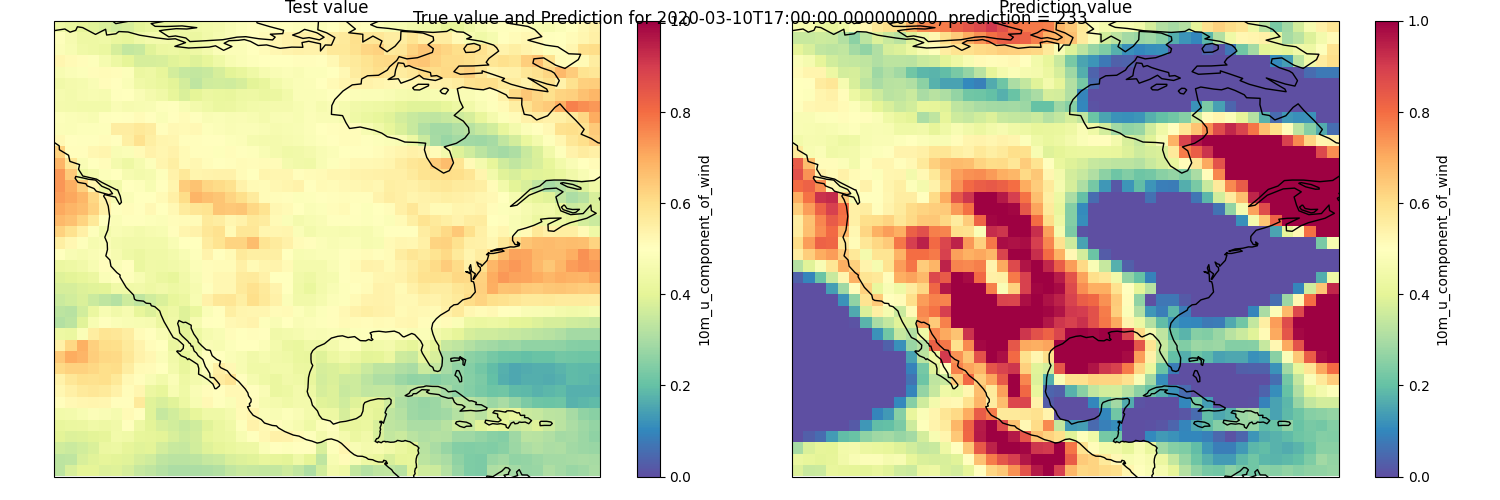 Test value
Prediction value
True value and Prediction for 2020-03-10T17:00:00.000000000, prediction = 233
1.0
0.8
0.6
0.4
0.2
0.0
10m_u_component_of_wind
1.0
0.8
0.6
0.4
0.2
0.0
10m_u_component_of_wind